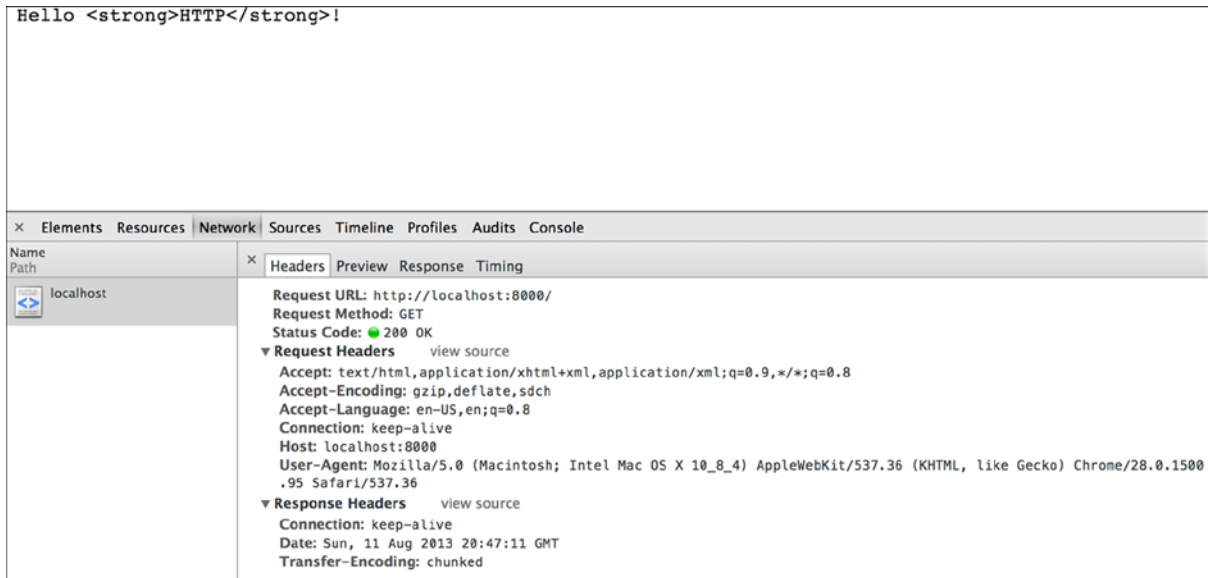 Hello <strong>HTTP</strong>!
× Elements Resources Network Sources Timeline Profiles Audits Console
Name
Path
× Headers Preview Response Timing
localhost
Request URL: http://localhost:8000/
Request Method: GET
Status Code: 200 OK
▼ Request Headers view source
Accept: text/html,application/xhtml+xml,application/xml;q=0.9,*/*;q=0.8
Accept-Encoding: gzip,deflate,sdch
Accept-Language: en-US,en;q=0.8
Connection: keep-alive
Host: localhost:8000
User-Agent: Mozilla/5.0 (Macintosh; Intel Mac OS X 10_8_4) AppleWebKit/537.36 (KHTML, like Gecko) Chrome/28.0.1500
.95 Safari/537.36
▼ Response Headers view source
Connection: keep-alive
Date: Sun, 11 Aug 2013 20:47:11 GMT
Transfer-Encoding: chunked